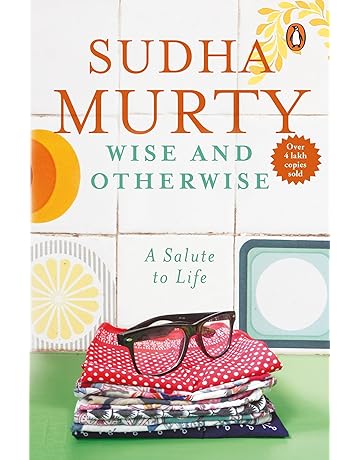 SUDHA
MURTY
WISE AND
OTHERWISE
Over
4 lakh
copies
sold
A Salute
to Life